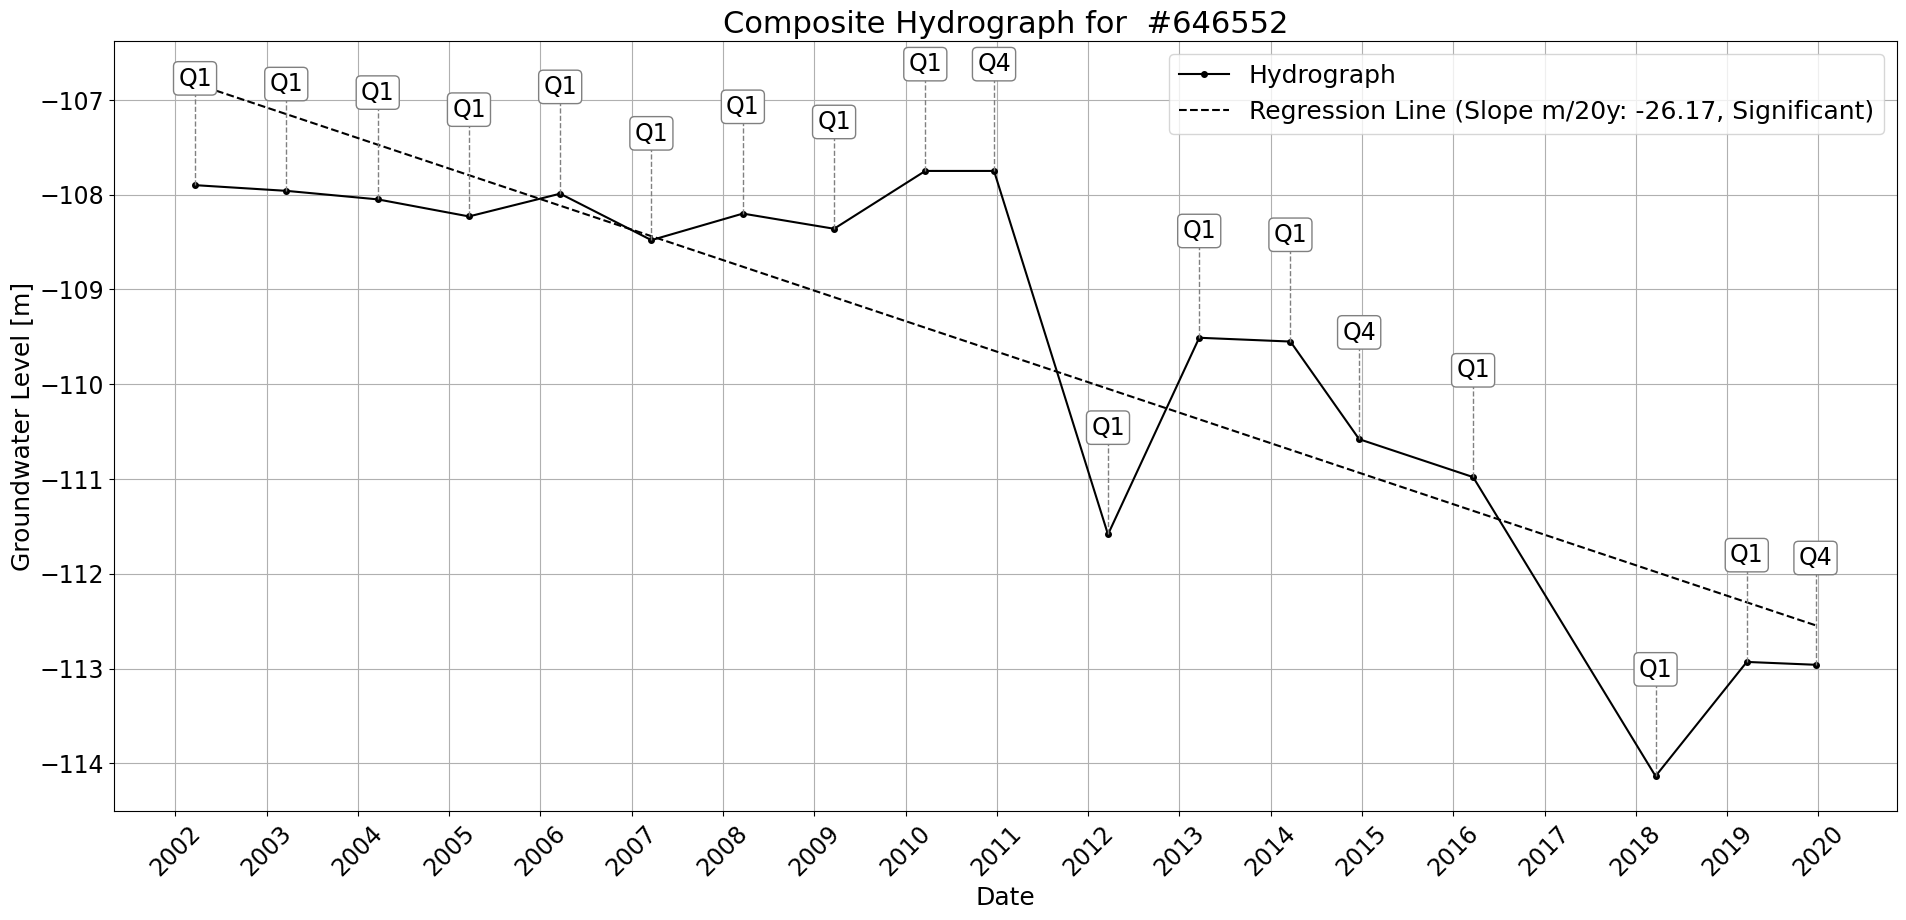 Composite Hydrograph for  #646552
Hydrograph
Regression Line (Slope m/20y: -26.17, Significant)
Q1
Q1
Q1
Q1
Q1
Q1
Q1
Q1
Q1
Q4
Q1
Q1
Q1
Q4
Q1
Q1
Q1
Q4
Groundwater Level [m]
−107
−108
−109
−110
−111
−112
−113
−114
2002
2003
2004
2005
2006
2007
2008
2009
2010
2011
2012
2013
2014
2015
2016
2017
2018
2019
2020
Date